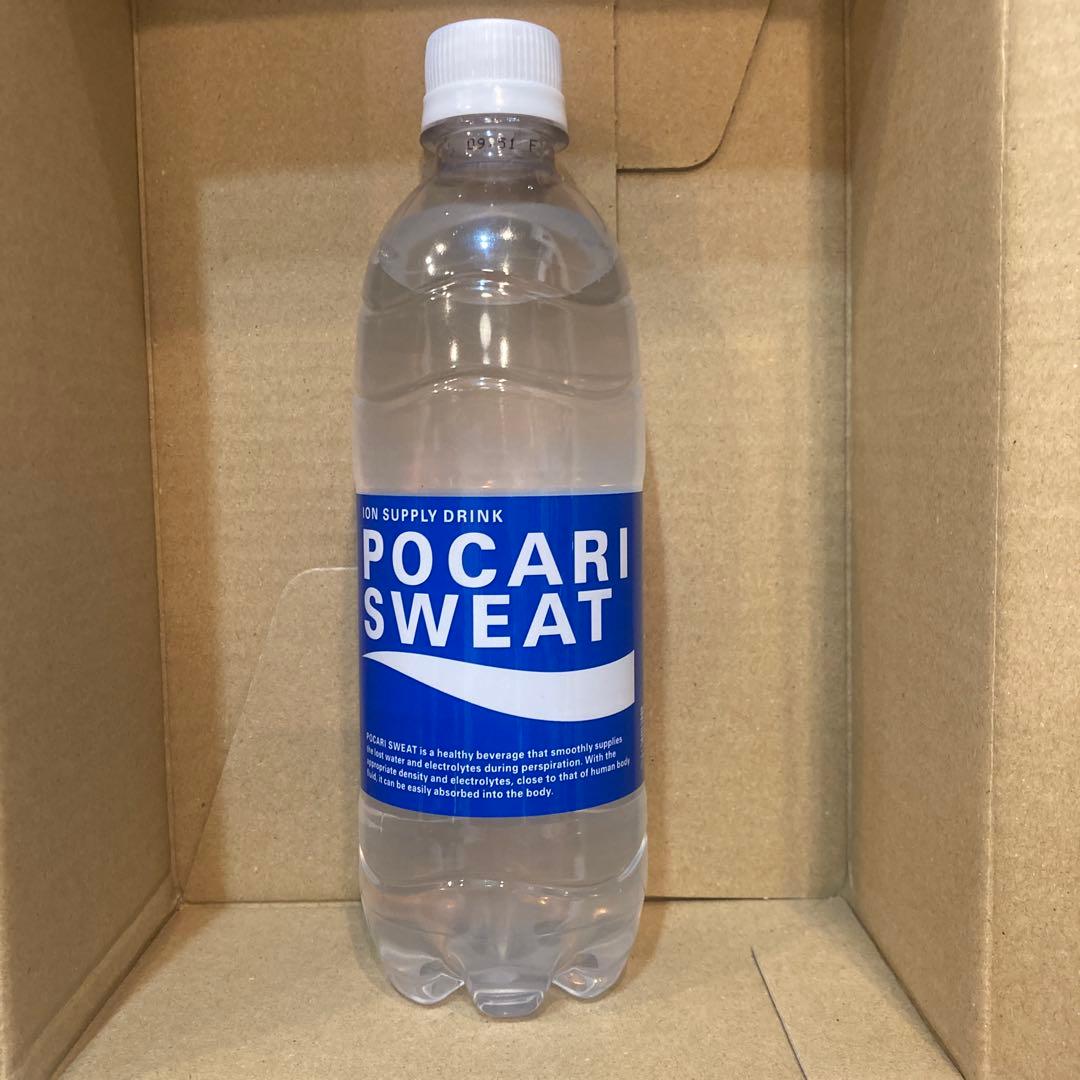 09:51 F
ION SUPPLY DRINK
POCARI
SWEAT
POCARI SWEAT is a healthy beverage that smoothly supplies
the lost water and electrolytes during perspiration. With the
appropriate density and electrolytes, close to that of human body
fluid, it can be easily absorbed into the body.